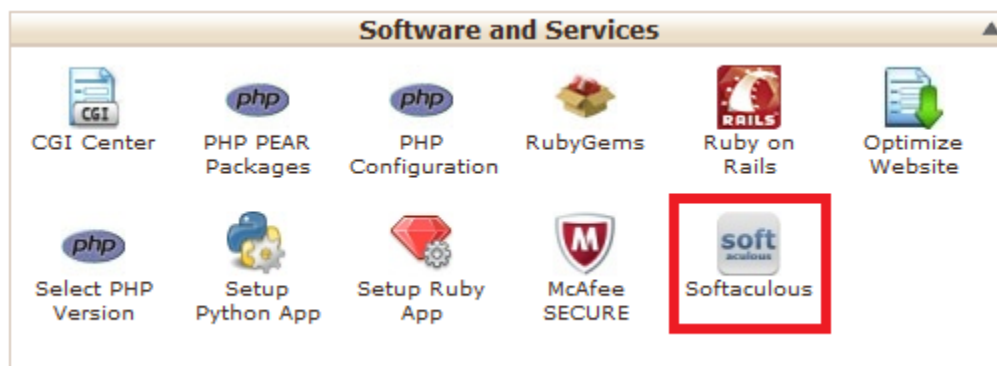 Software and Services
CGI
php
php
RAILS
CGI Center
PHP PEAR
Packages
PHP
Configuration
RubyGems
Ruby on
Rails
Optimize
Website
php
M
soft
aculous
Select PHP
Version
Setup
Python App
Setup Ruby
App
McAfee
SECURE
Softaculous